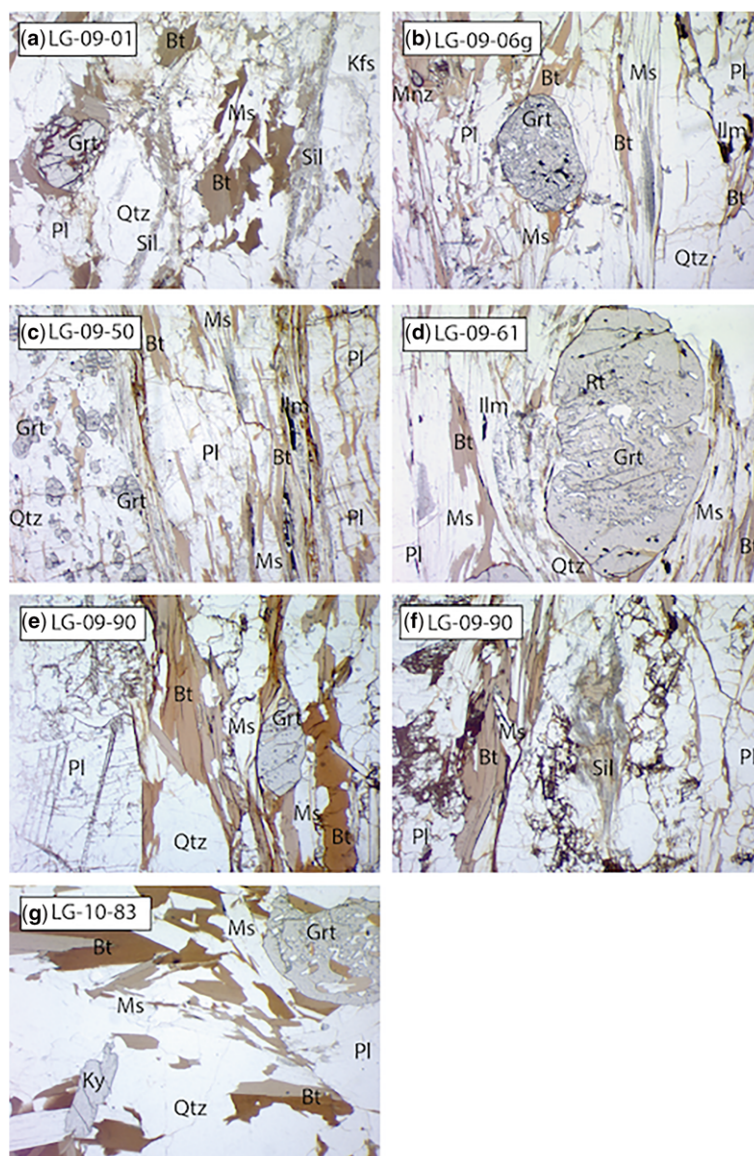 (a) LG-09-01
Bt
Kfs
Ms
Grt
Sil
Bt
Qtz
Pl
Sil
(b) LG-09-06g
Ms
Pl
Bt
Mnz
Grt
Ilm
Pl
Bt
Bt
Ms
Qtz
(c) LG-09-50
Ms
Bt
Pl
Ilm
Grt
Pl
Bt
Grt
Qtz
Pl
Ms
(d) LG-09-61
Rt
Ilm
Bt
Grt
Ms
Ms
Pl
Qtz
Bt
(e) LG-09-90
Bt
Ms
Grt
Pl
Ms
Qtz
Bt
(f) LG-09-90
Ms
Bt
Pl
Sil
Pl
(g) LG-10-83
Ms
Grt
Bt
Ms
Pl
Ky
Bt
Qtz